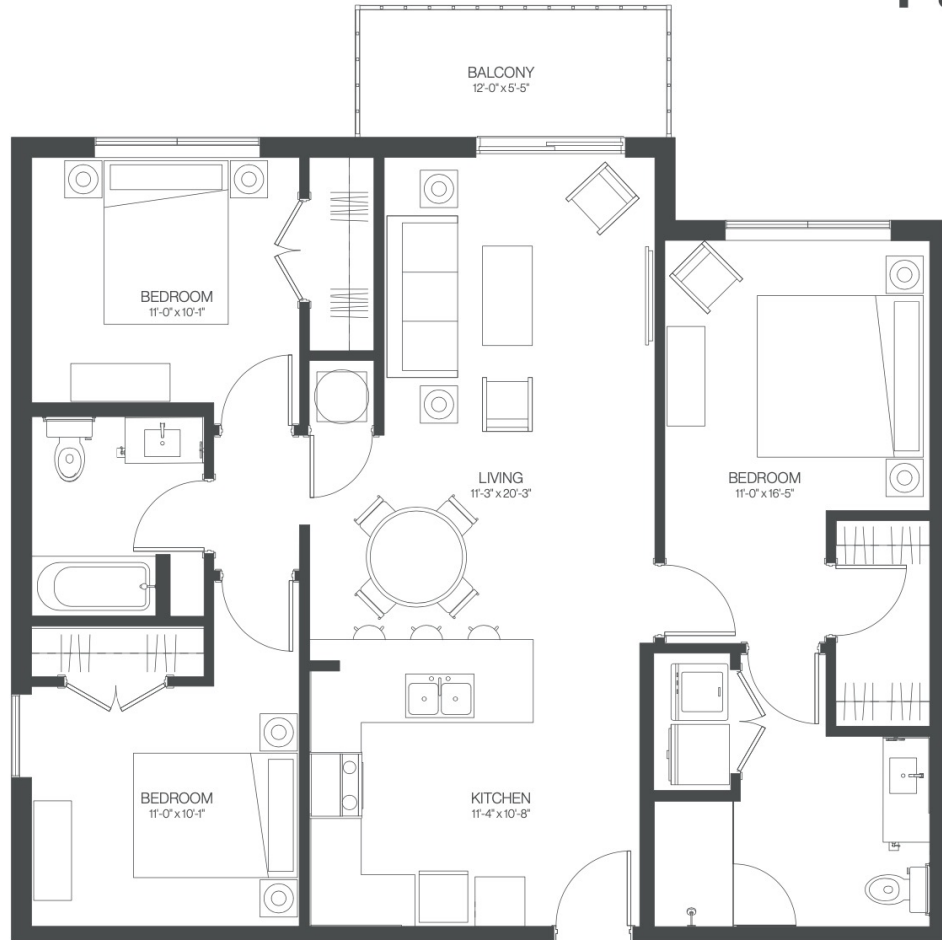 BALCONY
12'-0" x 5'-5"
BEDROOM
11'-0" x 10'-1"
LIVING
11'-3" x 20'-3"
BEDROOM
11'-0" x 16'-5"
BEDROOM
11'-0" x 10'-1"
KITCHEN
11'-4" x 10'-8"